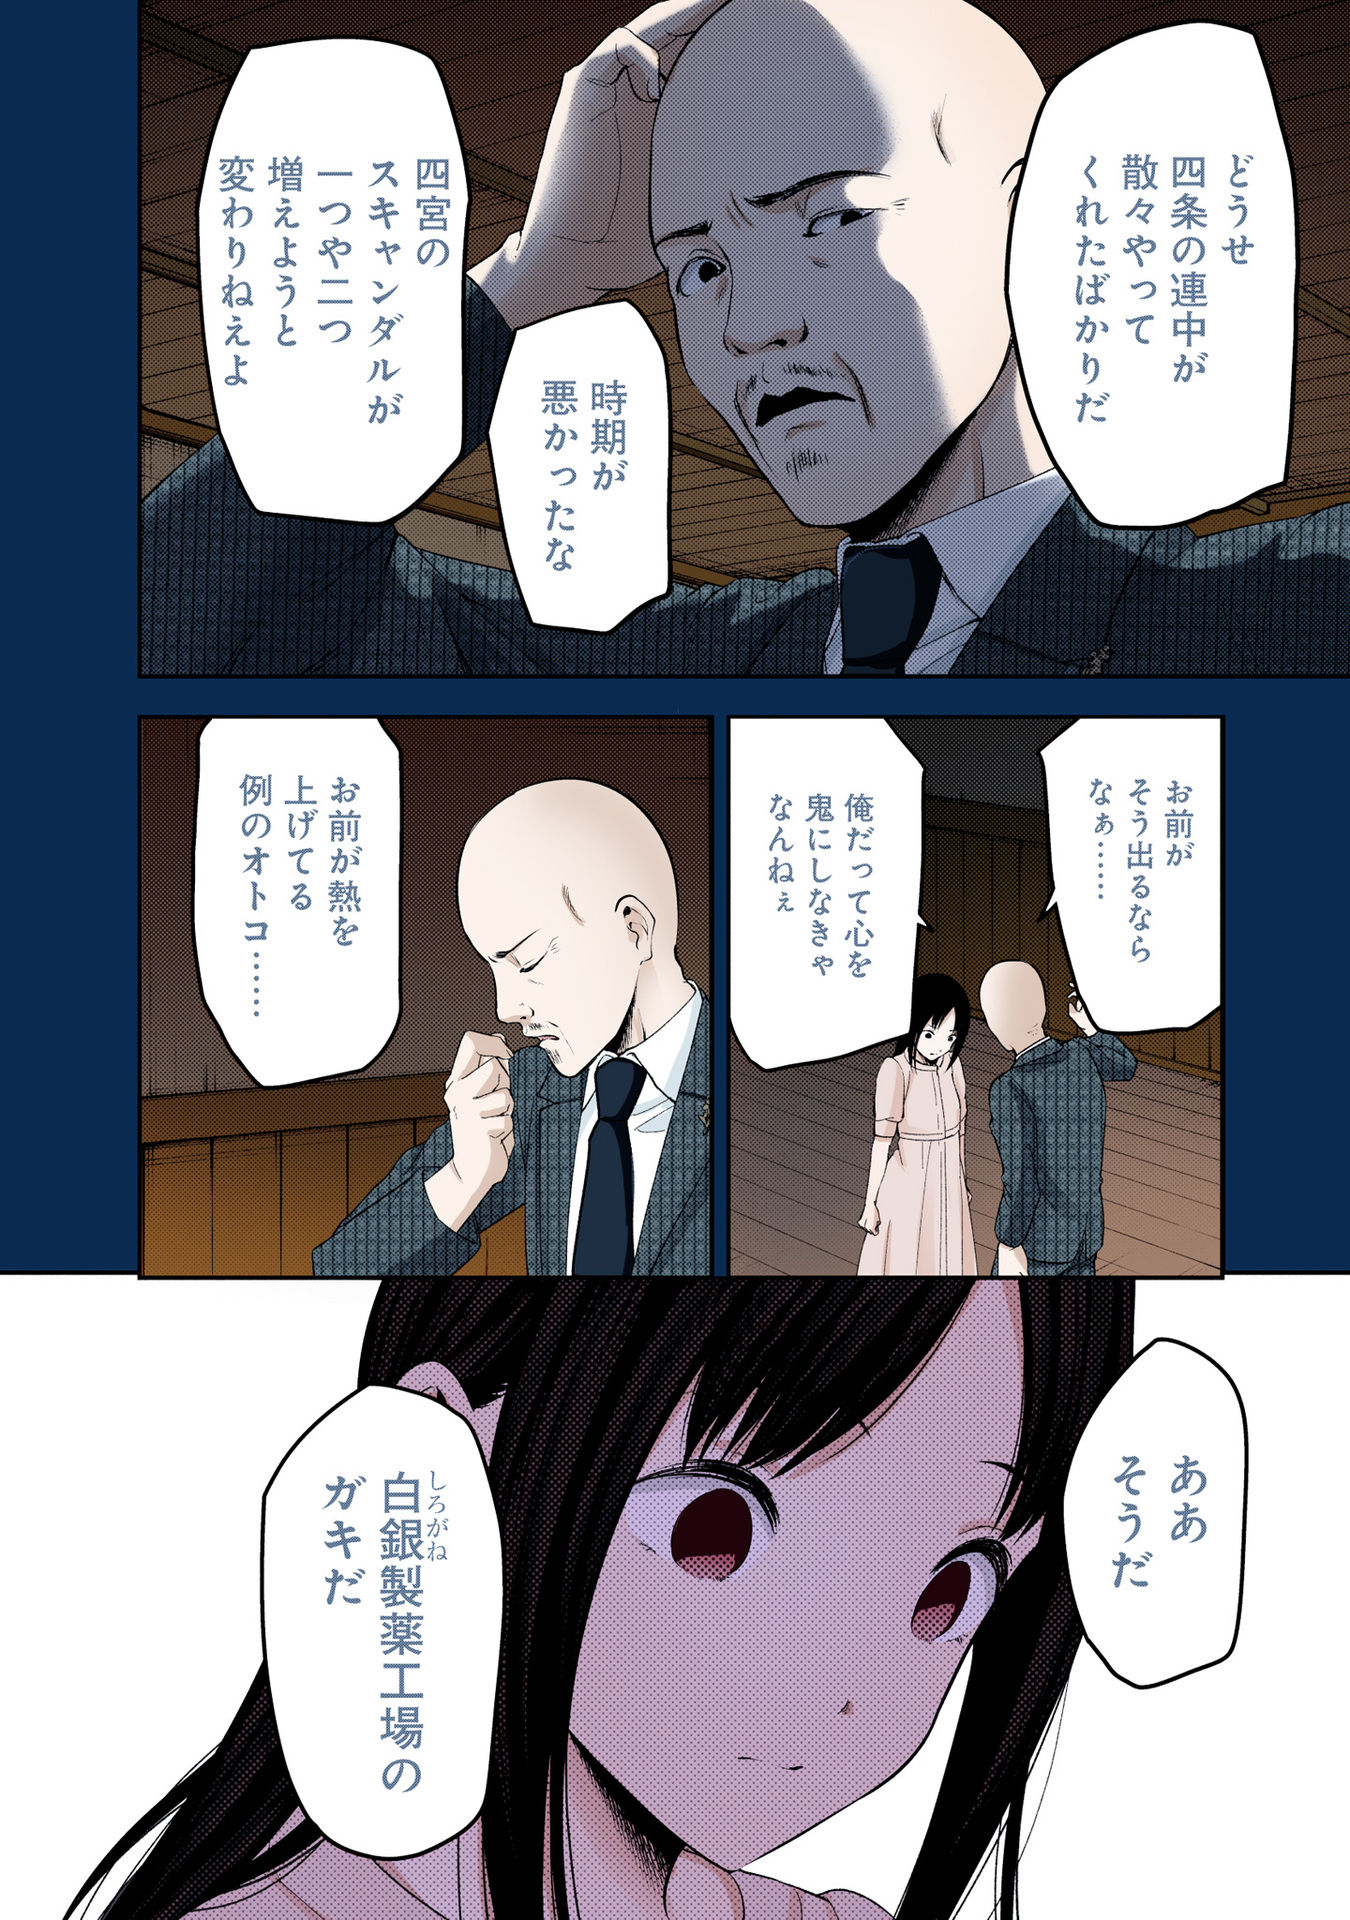 どうせ
四条の連中が
散々やって
くれたばかりだ
時期が
悪かったな
四宮の
スキャンダルが
一つや二つ
増えようと
変わりねえよ
お前が
そう出るなら
なぁ……
俺だって心を
鬼にしなきゃ
なんねぇ
お前が熱を
上げてる
例のオトコ……
ああ
そうだ
白銀製薬工場の
しろがね
ガキだ